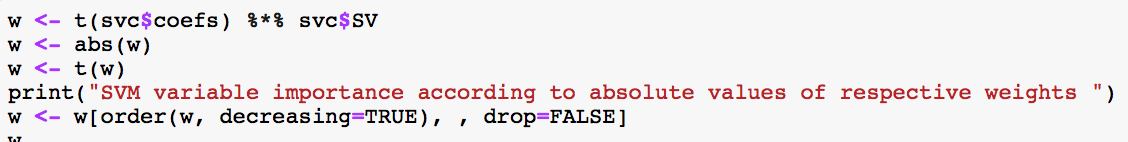 w <- t(svc$coefs) %*% svc$SV
w <- abs(w)
w <- t(w)
print("SVM variable importance according to absolute values of respective weights ")
w <- w[order(w, decreasing=TRUE), , drop=FALSE]
w